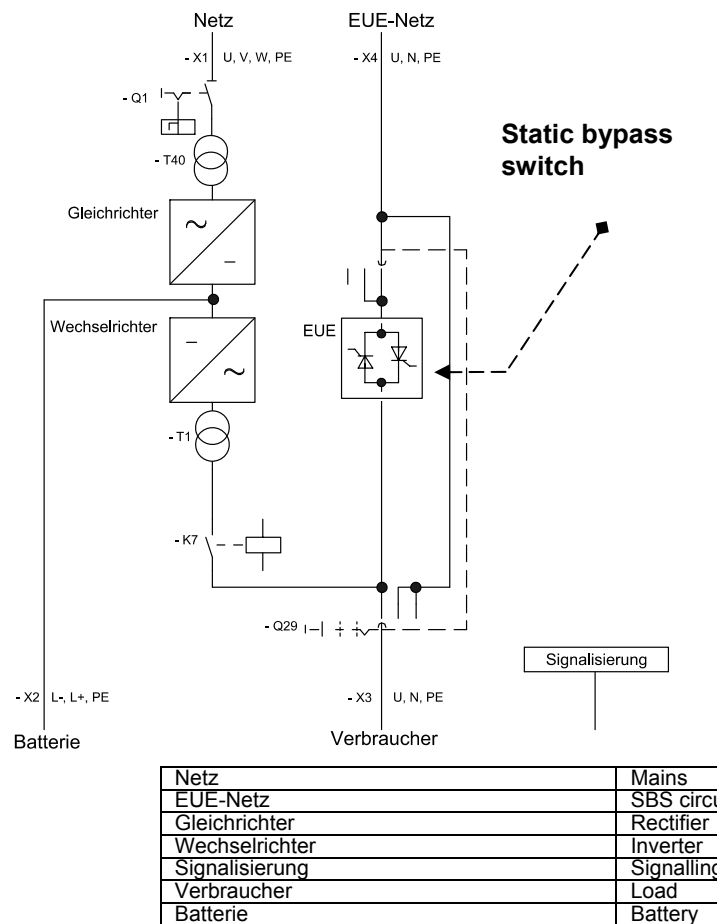 Netz
EUE-Netz
- X1 U, V, W, PE
- X4 U, N, PE
- Q1
Static bypass
switch
- T40
Gleichrichter
~
–
Wechselrichter
–
~
EUE
- T1
- K7
- Q29
Signalisierung
- X2 L-, L+, PE
- X3 U, N, PE
Batterie
Verbraucher
Netz Mains
EUE-Netz SBS
Gleichrichter Rectifier
Wechselrichter Inverter
Signalisierung Signalling
Verbraucher Load
Batterie Battery